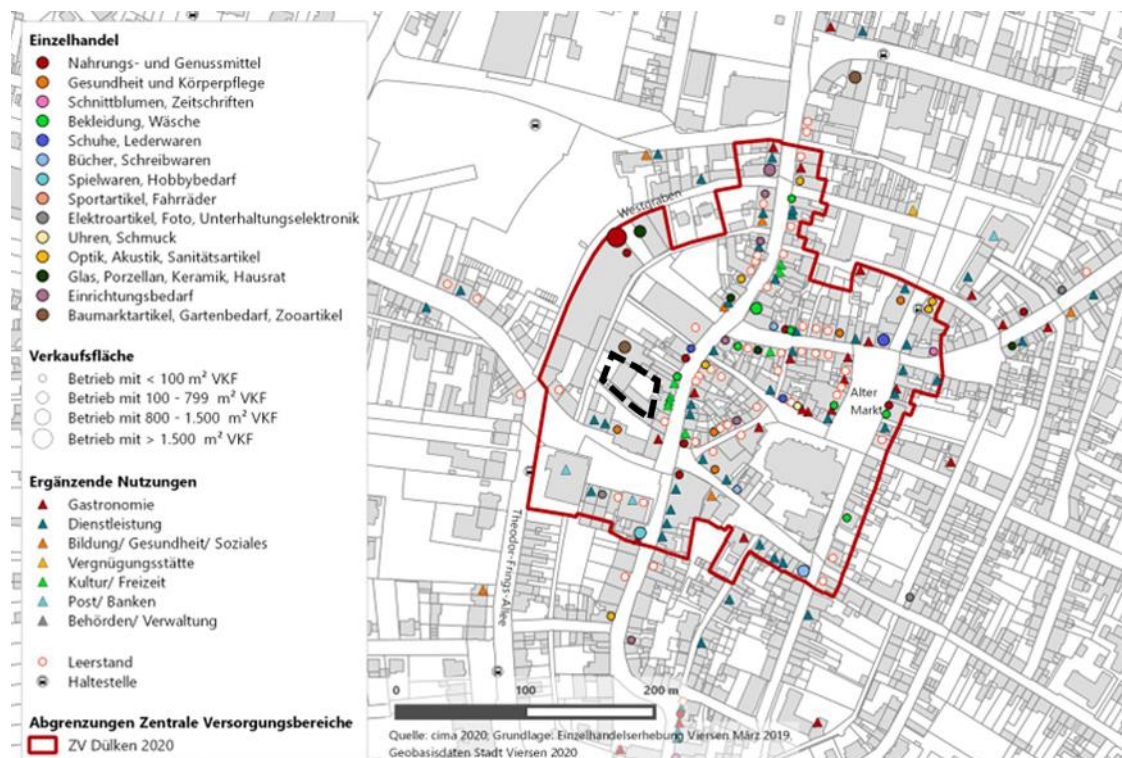 Einzelhandel
Nahrungs- und Genussmittel
Gesundheit und Körperpflege
Schnittblumen, Zeitschriften
Bekleidung, Wäsche
Schuhe, Lederwaren
Bücher, Schreibwaren
Spielwaren, Hobbybedarf
Sportartikel, Fahrräder
Elektroartikel, Foto, Unterhaltungselektronik
Uhren, Schmuck
Optik, Akustik, Sanitätsartikel
Glas, Porzellan, Keramik, Hausrat
Einrichtungsbedarf
Baumarktartikel, Gartenbedarf, Zooartikel
Verkaufsfläche
Betrieb mit < 100 m² VKF
Betrieb mit 100 - 799 m² VKF
Betrieb mit 800 - 1.500 m² VKF
Betrieb mit > 1.500 m² VKF
Ergänzende Nutzungen
Gastronomie
Dienstleistung
Bildung/ Gesundheit/ Soziales
Vergnügungsstätte
Kultur/ Freizeit
Post/ Banken
Behörden/ Verwaltung
Leerstand
Haltestelle
Abgrenzungen Zentrale Versorgungsbereiche
ZV Dülken 2020
Westgraben
Alter
Markt
Theodor-Frings-Allee
0 100 200 m
Quelle: cima 2020; Grundlage: Einzelhandelserhebung Viersen März 2019,
Geobasisdaten Stadt Viersen 2020